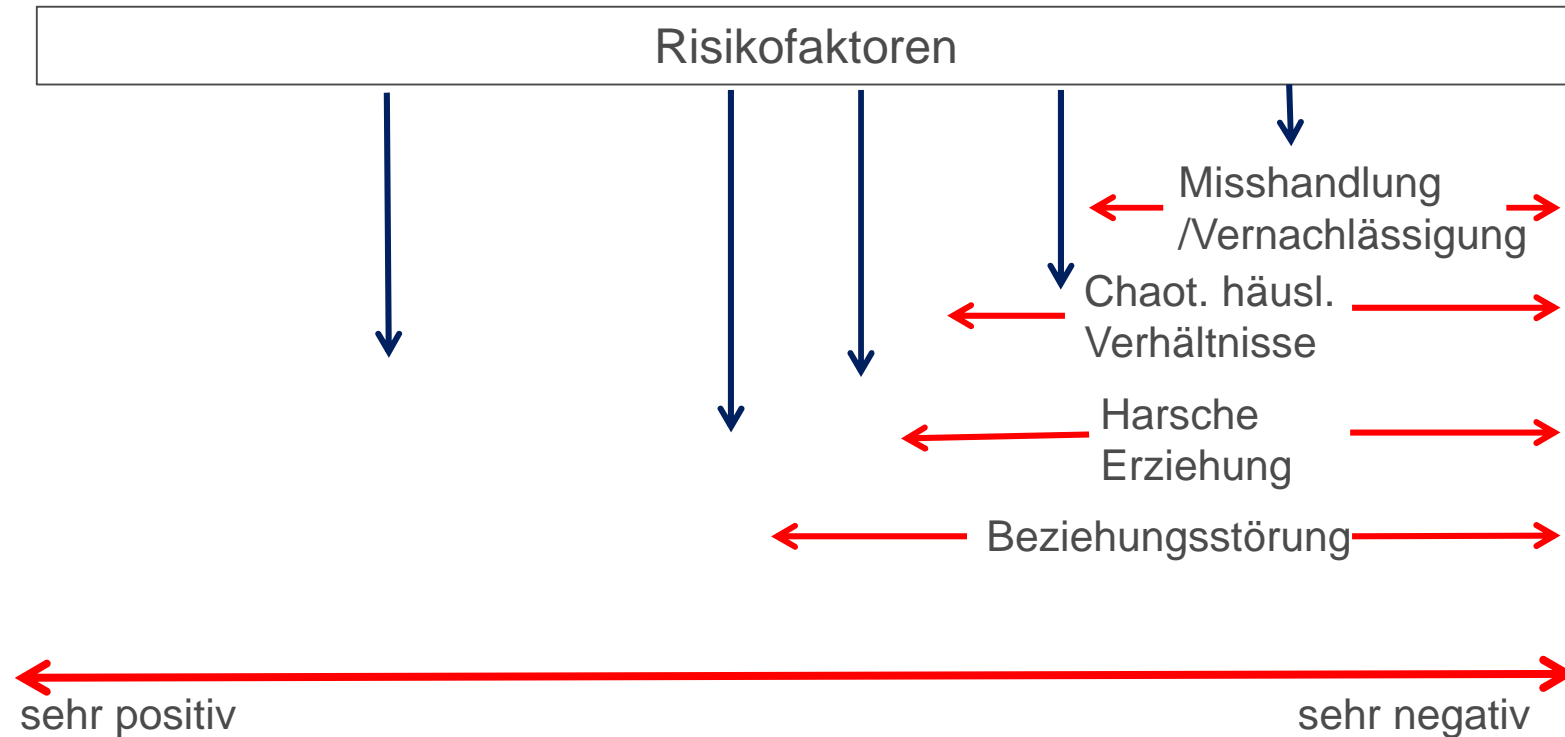 Risikofaktoren
Misshandlung
/Vernachlässigung
Chaot. häusl.
Verhältnisse
Harsche
Erziehung
Beziehungsstörung
sehr positiv
sehr negativ